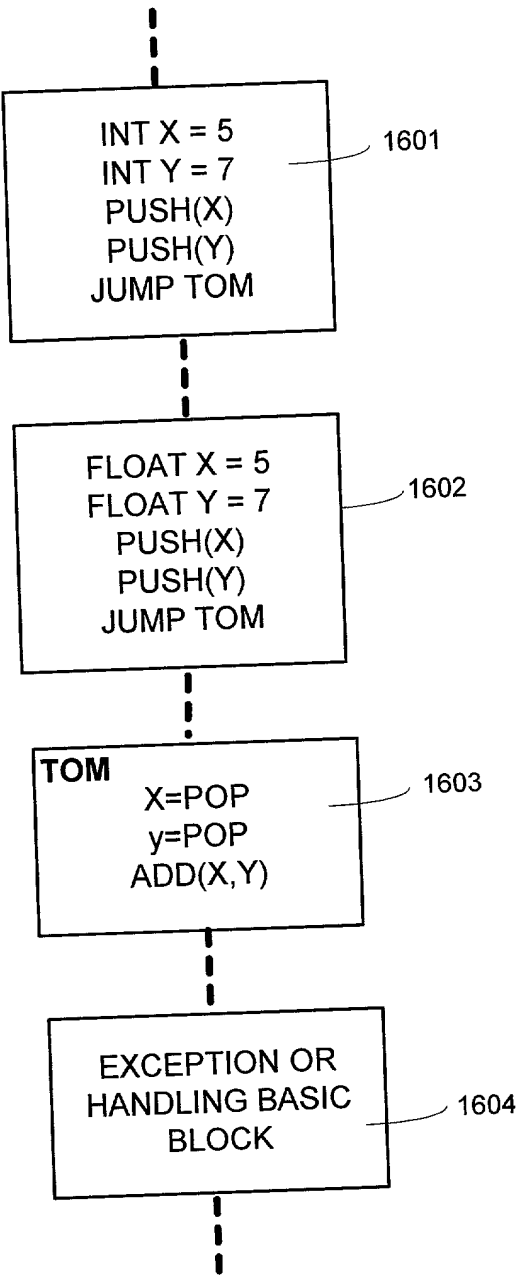 INT X = 5
INT Y = 7
PUSH(X)
PUSH(Y)
JUMP TOM
1601
FLOAT X = 5
FLOAT Y = 7
PUSH(X)
PUSH(Y)
JUMP TOM
1602
TOM
X=POP
y=POP
ADD(X,Y)
1603
EXCEPTION OR
HANDLING BASIC
BLOCK
1604